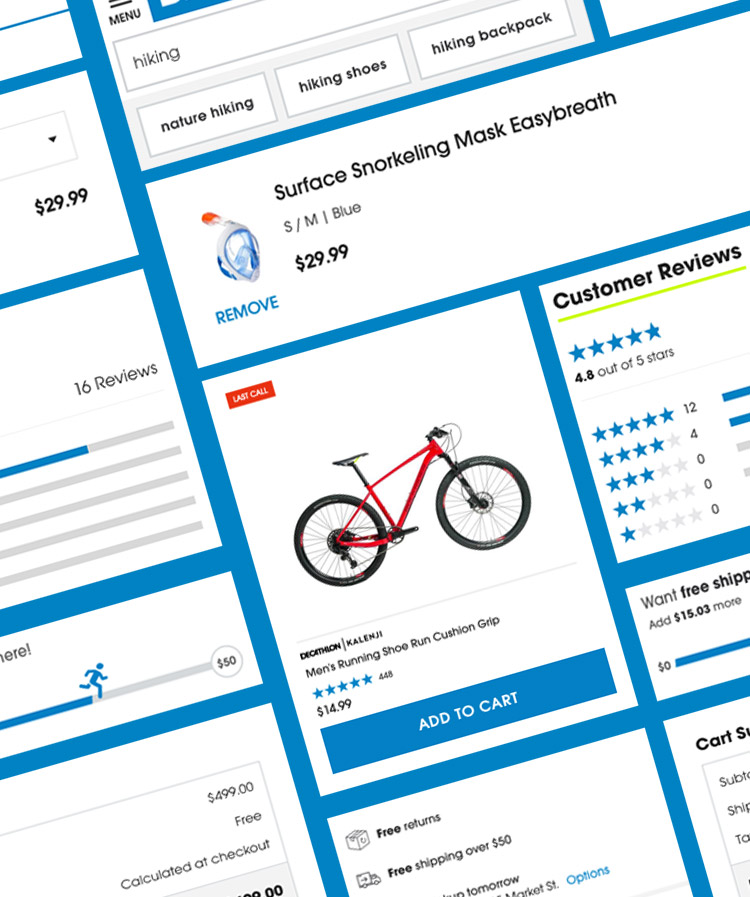 MENU
hiking
nature hiking
hiking shoes
hiking backpack
$29.99
Surface Snorkeling Mask Easybreath
S / M | Blue
$29.99
REMOVE
16 Reviews
Customer Reviews
4.8 out of 5 stars
12
4
0
0
0
LAST CALL
DECATHLON | KALENJI
Men's Running Shoe Run Cushion Grip
448
$14.99
ADD TO CART
here!
$50
Want free shipp
Add $15.03 more
$0
$499.00
Free
Calculated at checkout
99.00
Free returns
Free shipping over $50
kup tomorrow
Market St. Options
Cart Su
Subto
Ship
Ta